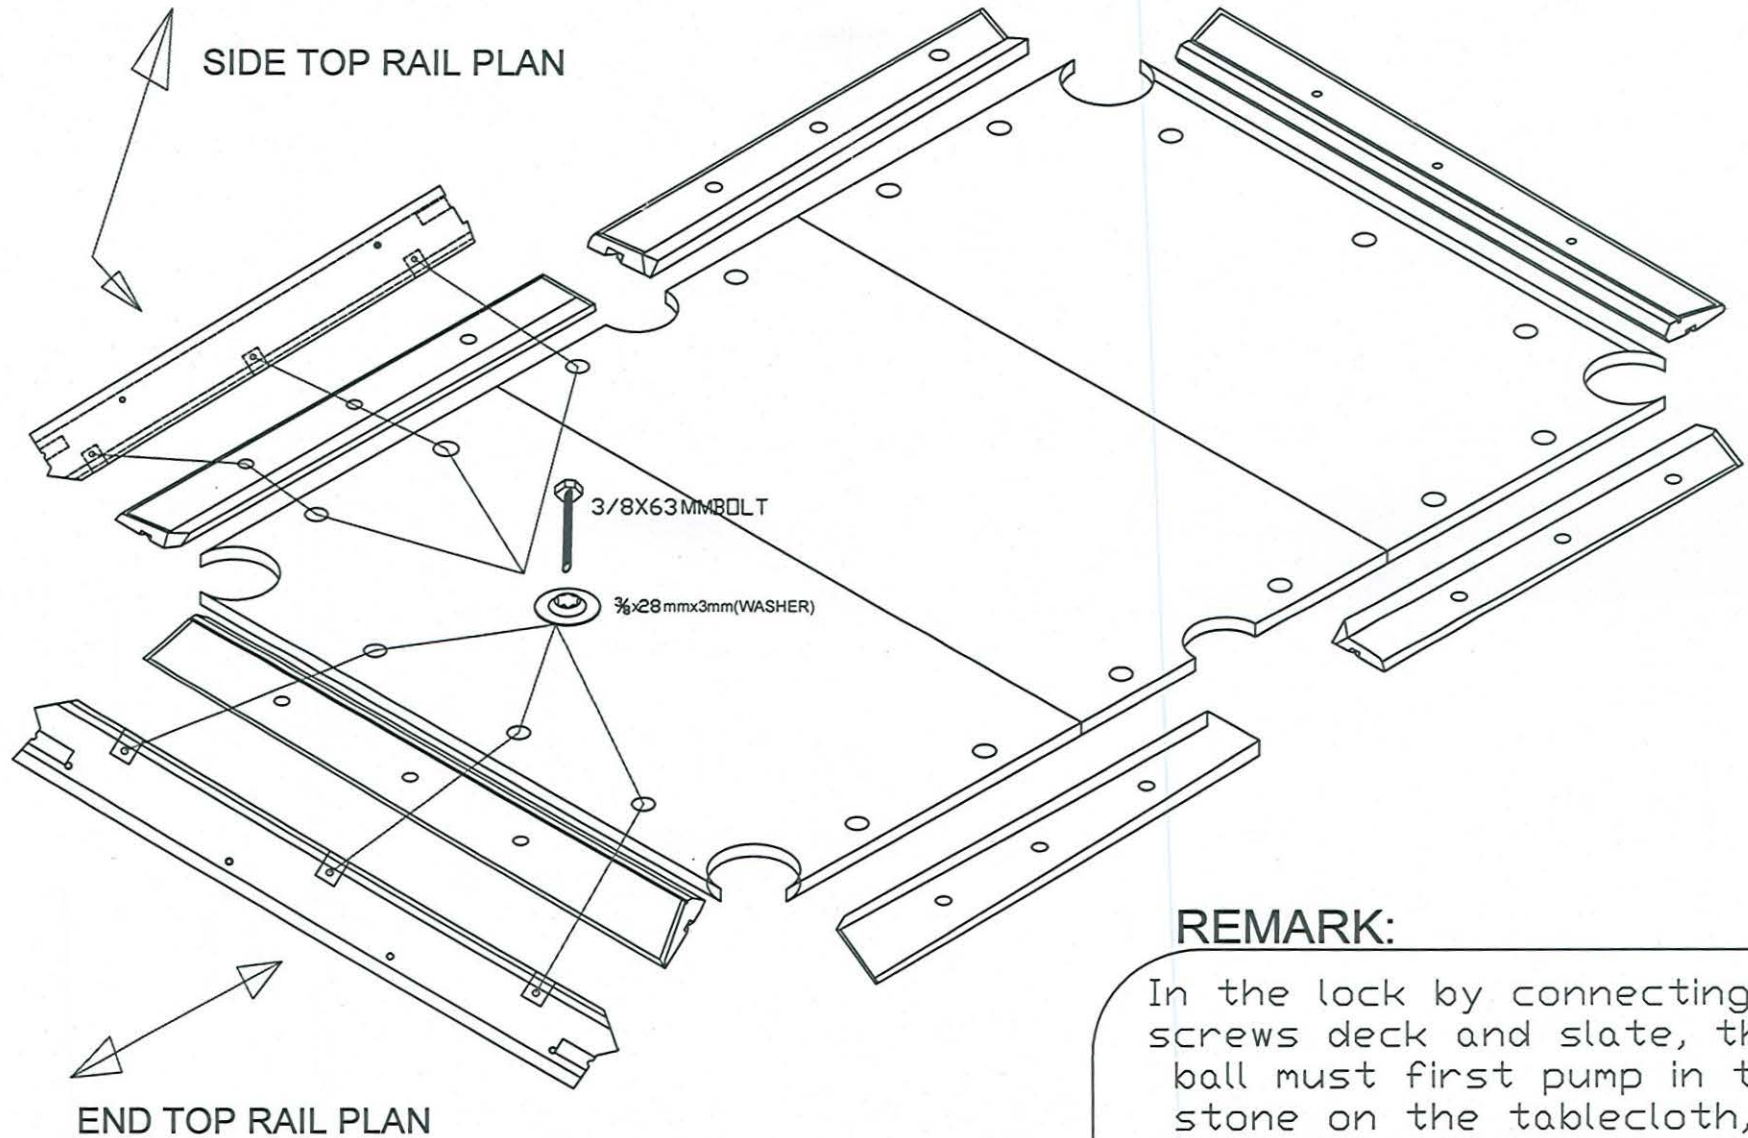 SIDE TOP RAIL PLAN
3/8X63MMBOLT
⅜x28mmx3mm(WASHER)
REMARK:
In the lock by connecting
screws deck and slate, th
ball must first pump in t
stone on the tablecloth,
END TOP RAIL PLAN